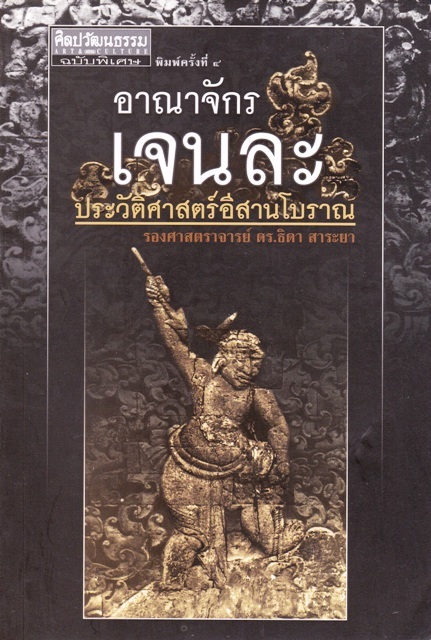 ศิลปวัฒนธรรม
ARTS AND CULTURE
ฉบับพิเศษ
พิมพ์ครั้งที่ ๔
อาณาจักร
เจนละ
ประวัติศาสตร์อีสานโบราณ
รองศาสตราจารย์ ดร.ธิดา สาระยา